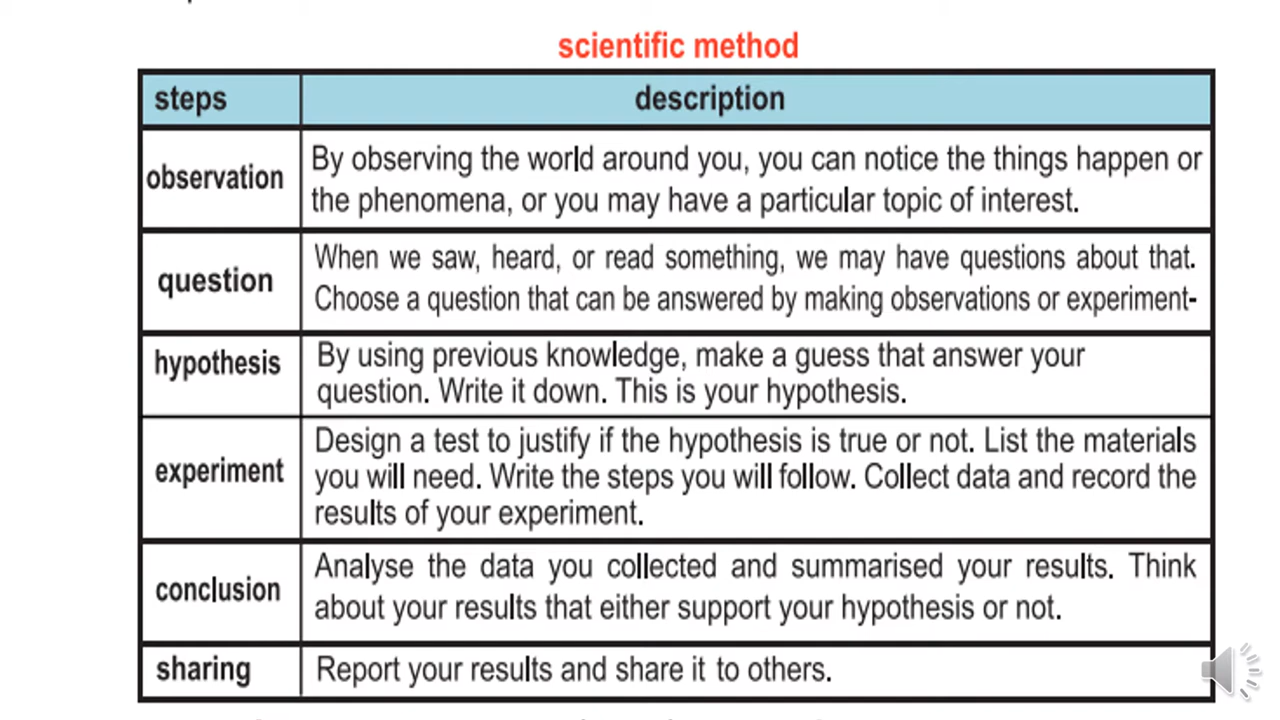 scientific method
steps description
observation
By observing the world around you, you can notice the things happen or
the phenomena, or you may have a particular topic of interest.
question
When we saw, heard, or read something, we may have questions about that.
Choose a question that can be answered by making observations or experiment-
hypothesis
By using previous knowledge, make a guess that answer your
question. Write it down. This is your hypothesis.
experiment
Design a test to justify if the hypothesis is true or not. List the materials
you will need. Write the steps you will follow. Collect data and record the
results of your experiment.
conclusion
Analyse the data you collected and summarised your results. Think
about your results that either support your hypothesis or not.
sharing
Report your results and share it to others.